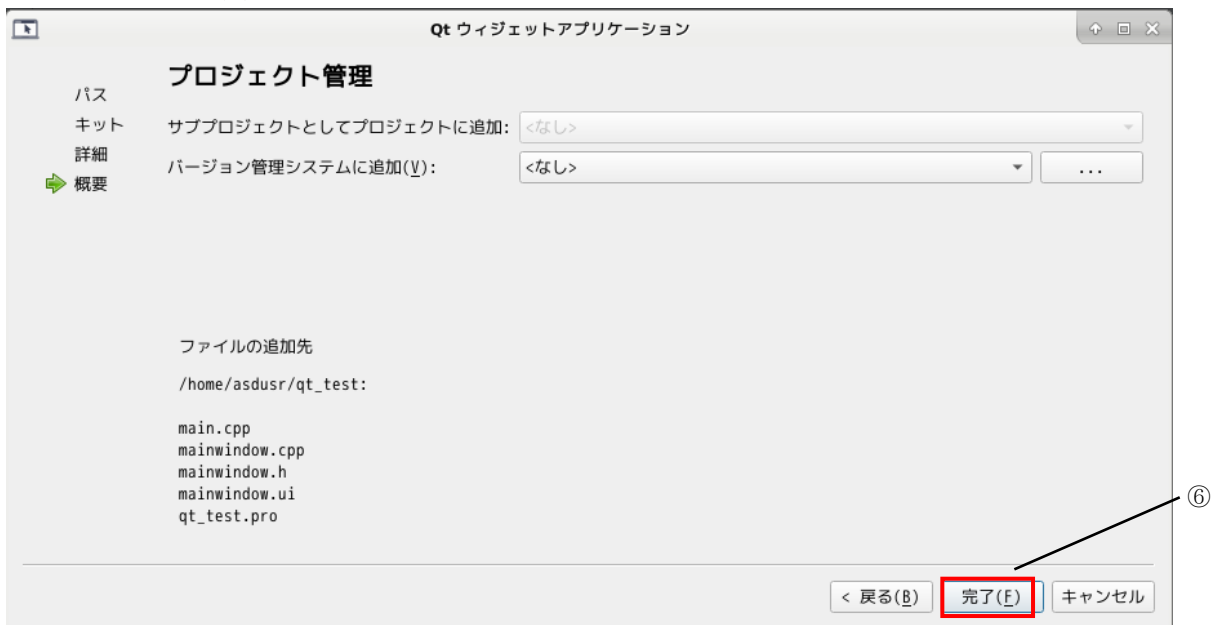 Qt ウィジェットアプリケーション
パス
キット
詳細
概要
プロジェクト管理
サブプロジェクトとしてプロジェクトに追加: <なし>
バージョン管理システムに追加(V): <なし> ...
ファイルの追加先
/home/asdusr/qt_test:
main.cpp
mainwindow.cpp
mainwindow.h
mainwindow.ui
qt_test.pro
⑥
< 戻る(B) 完了(F) キャンセル